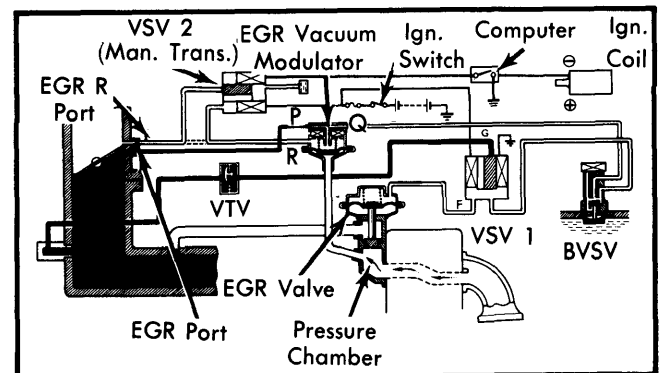 VSV 2
(Man. Trans.)
EGR Vacuum
Modulator
Ign.
Switch
Computer
Ign.
Coil
EGR R
Port
P
Q
R
G
F
VTV
VSV 1
BVSV
EGR Valve
EGR Port
Pressure
Chamber
⊖
⊕